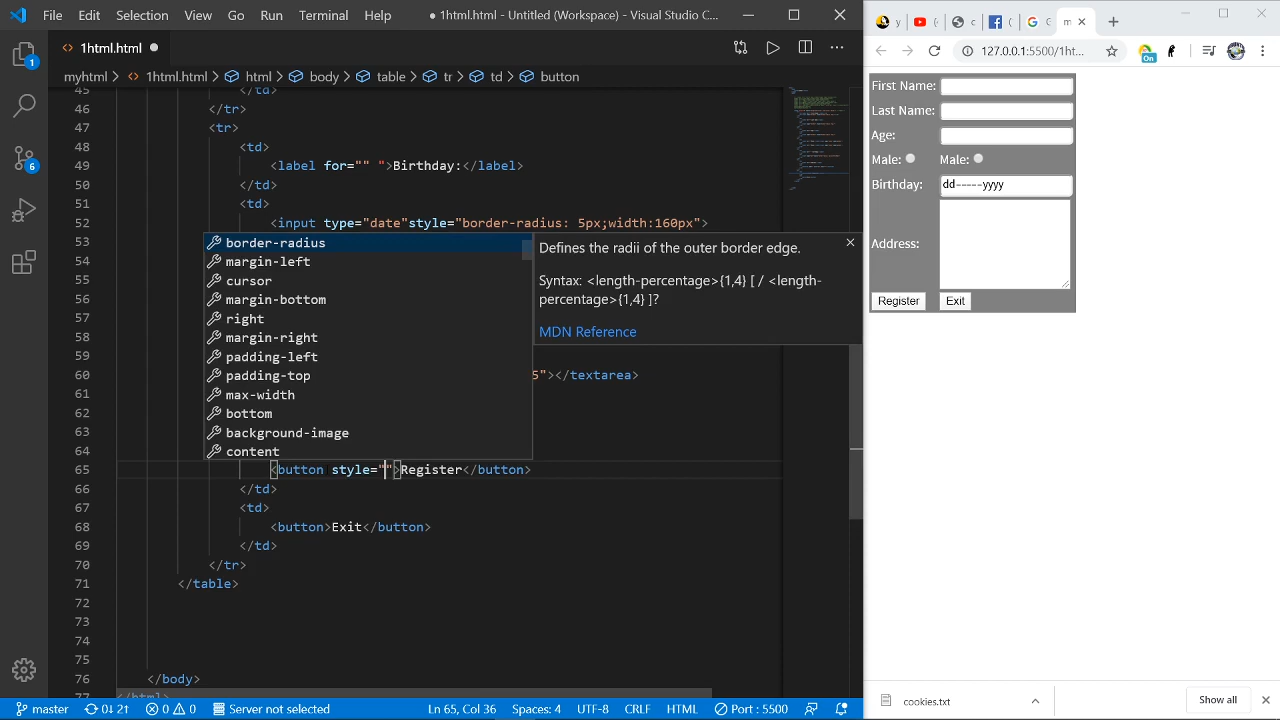 File Edit Selection View Go Run Terminal Help ● 1html.html - Untitled (Workspace) - Visual Studio C...
1html.html
myhtml > 1html.html > html > body > table > tr > td > button
45 </td>
46 </tr>
47 <tr>
48 <td>
49 <label for="" ">Birthday:</label>
50 </td>
51 <td>
52 <input type="date"style="border-radius: 5px;width:160px">
53
54
55
56
57
58
59
60 5"></textarea>
61
62
63
64
65 <button style="">Register</button>
66 </td>
67 <td>
68 <button>Exit</button>
69 </td>
70 </tr>
71 </table>
72
73
74
75
76 </body>
77 </html>
border-radius
margin-left
cursor
margin-bottom
right
margin-right
padding-left
padding-top
max-width
bottom
background-image
content
Defines the radii of the outer border edge.
Syntax: <length-percentage>{1,4} [ / <length-
percentage>{1,4} ]?
MDN Reference
1
6
master 0↓ 2↑ 0 0 Server not selected Ln 65, Col 36 Spaces: 4 UTF-8 CRLF HTML Port : 5500
y ( c ( G m
127.0.0.1:5500/1ht...
On
First Name:
Last Name:
Age:
Male: Male:
Birthday: dd-----yyyy
Address:
Register Exit
cookies.txt Show all